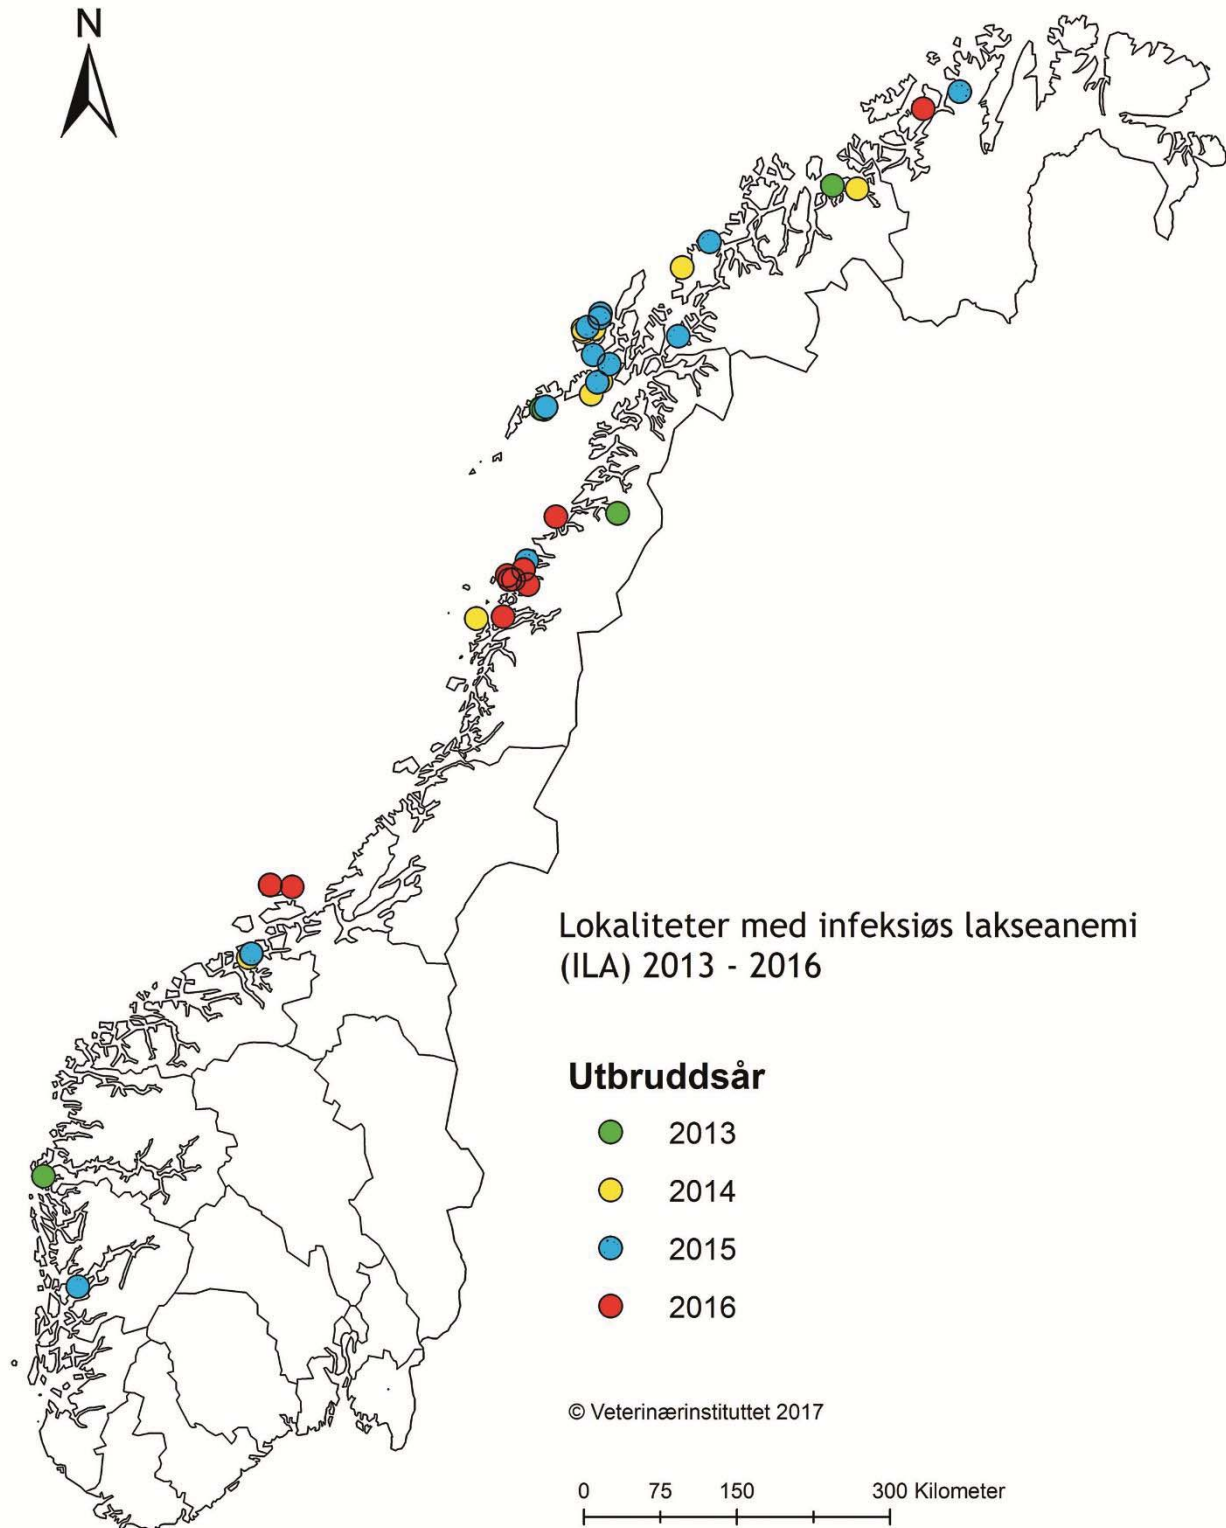 N
Lokaliteter med infeksiøs lakseanemi
(ILA) 2013 - 2016
Utbruddsår
2013
2014
2015
2016
© Veterinærinstituttet 2017
0 75 150 300 Kilometer